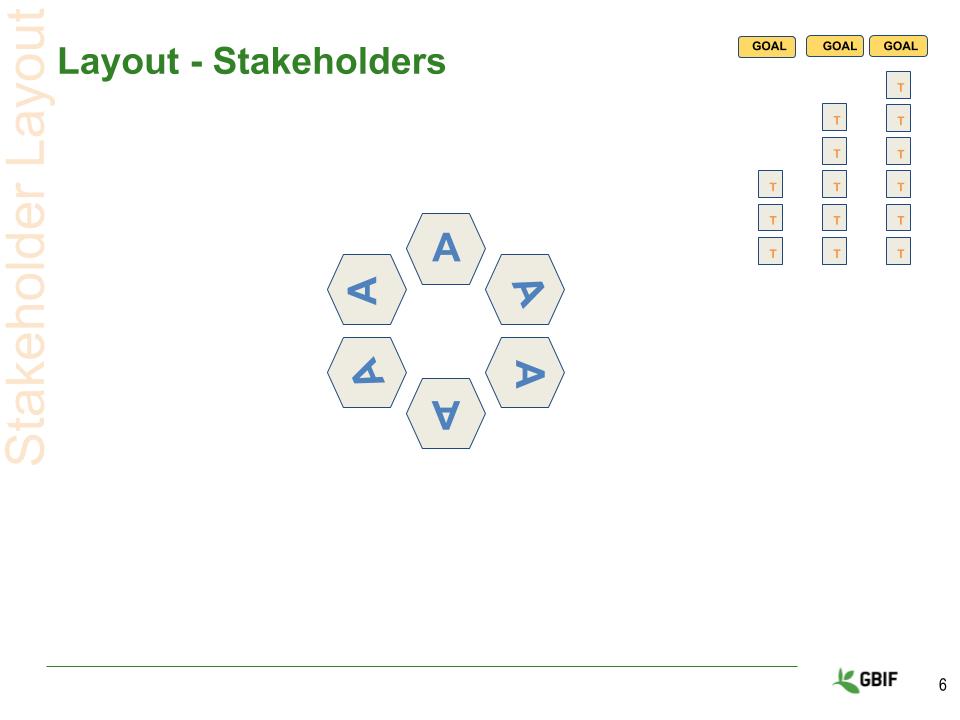 Stakeholder Layout
Layout - Stakeholders
GOAL GOAL GOAL
T
T T
T T
T T T
T T T
T T T
A
A A
A A
A
GBIF
6